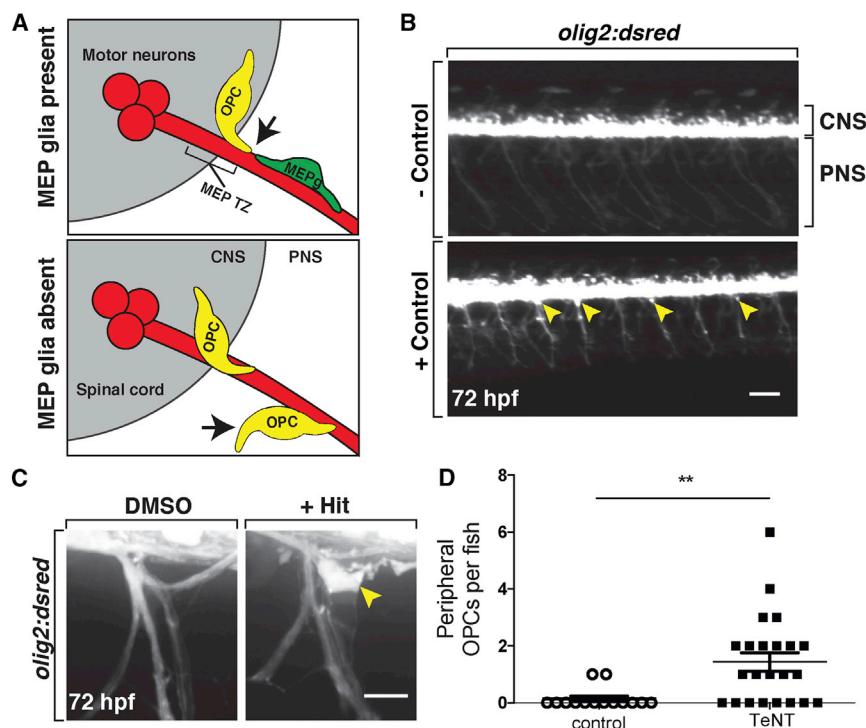 A
MEP glia present
Motor neurons
OPC
MEPg
MEP TZ
MEP glia absent
CNS
PNS
OPC
Spinal cord
OPC
B
olig2:dsred
- Control
CNS
PNS
+ Control
72 hpf
C
DMSO
+ Hit
olig2:dsred
72 hpf
D
**
Peripheral
OPCs per fish
8
6
4
2
0
control
TeNT